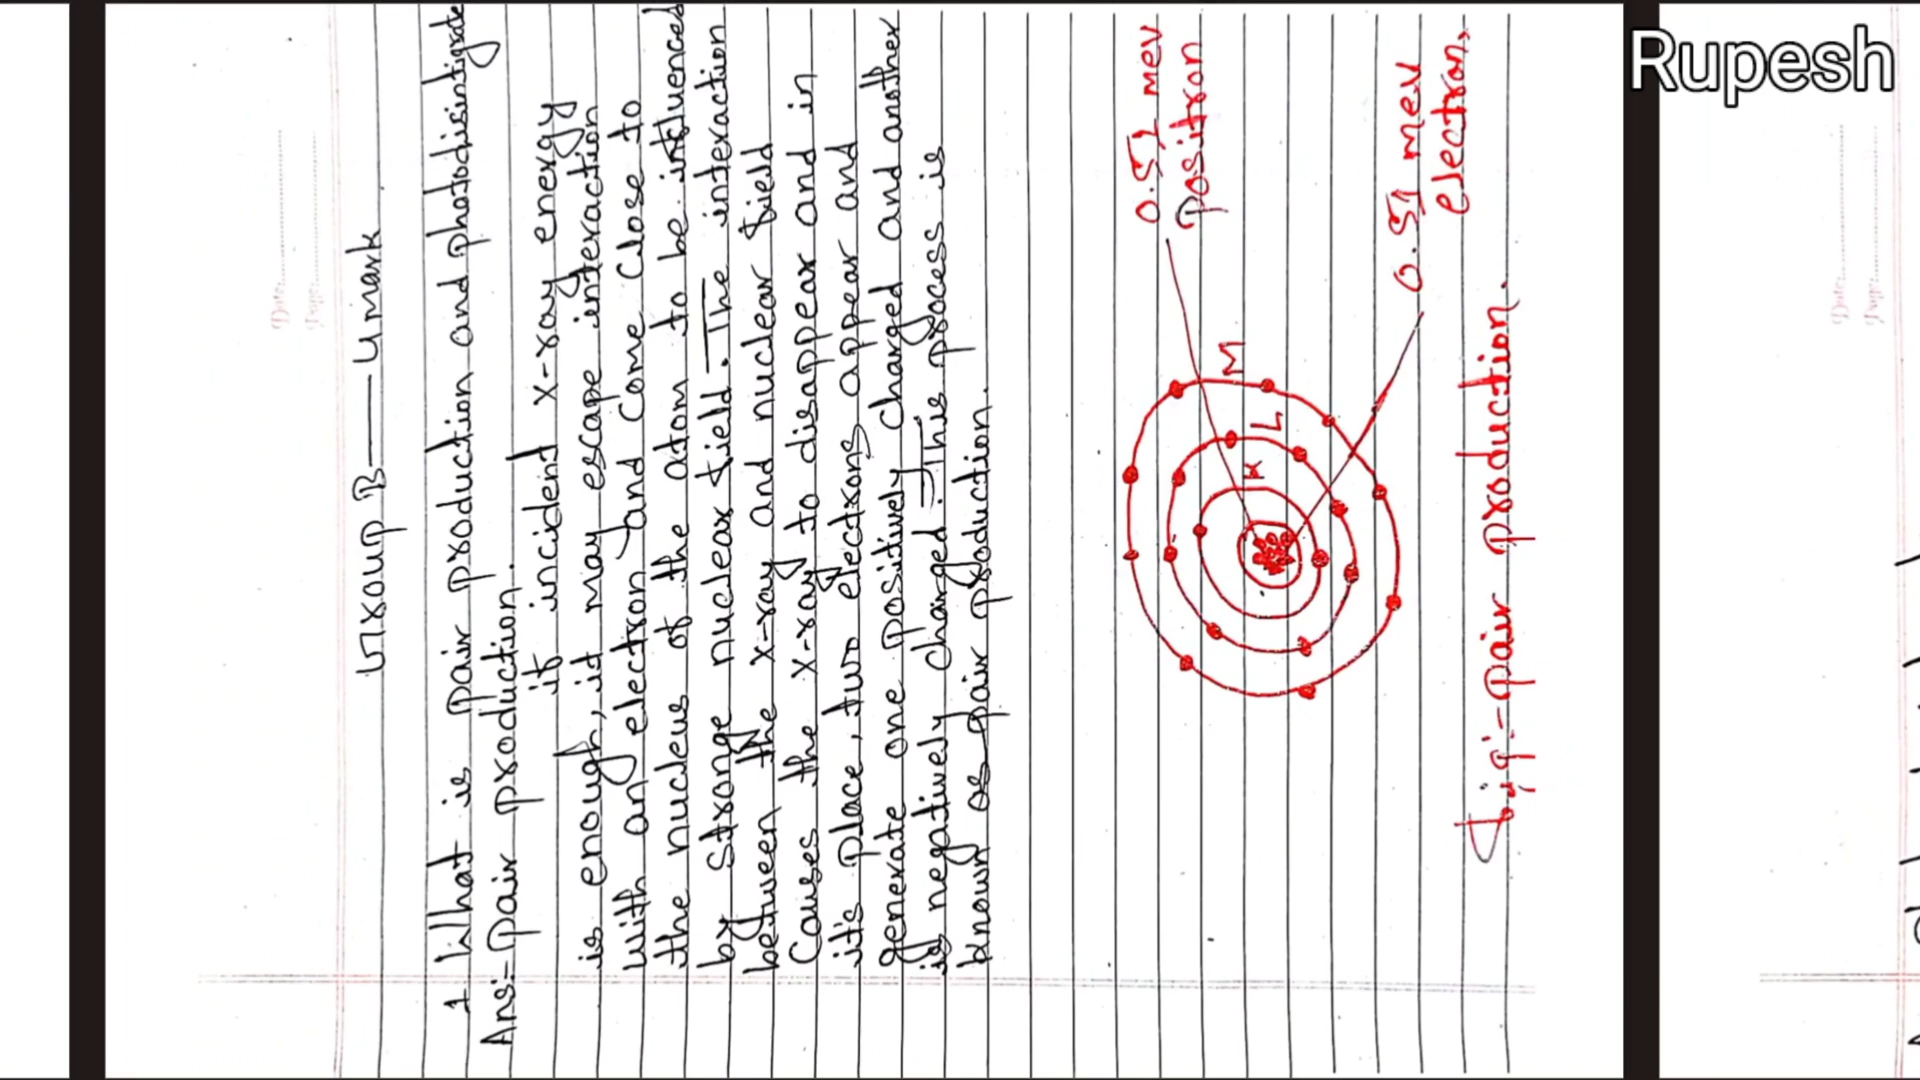 Rupesh
Group B — 4 mark
1 What is pair production and photodisintigrate
Ans:- pair production.
if incident x-ray energy
is enough, it may escape interaction
with an electron and come close to
the nucleus of the atom to be influenced
by strong nuclear field. The interaction
between the x-ray and nuclear field
causes the x-ray to disappear and in
it's place, two electrons appear and
generate one positively charged and another
is negatively charged. This process is
known as pair production.
0.51 mev
positron
M
L
K
0.51 mev
electron,
fig:- pair production.